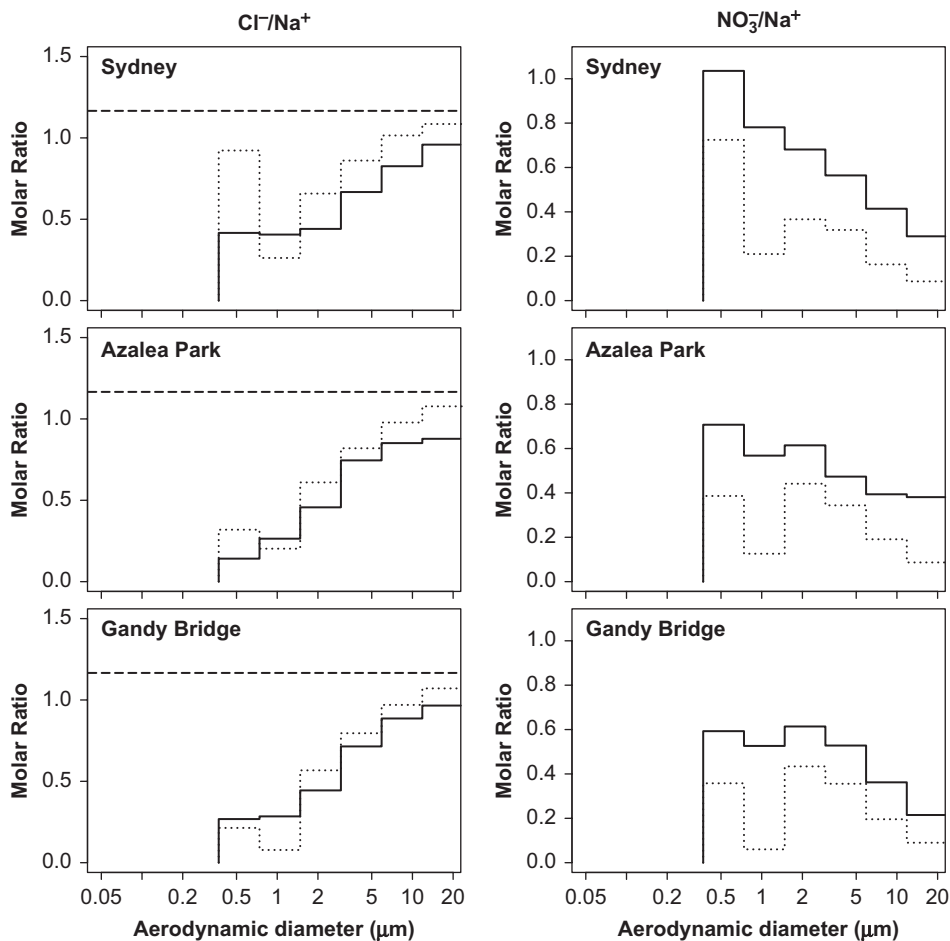 Cl⁻/Na⁺
NO₃⁻/Na⁺
1.5
1.0
0.5
0.0
Molar Ratio
Sydney
1.0
0.8
0.6
0.4
0.2
0.0
Molar Ratio
Sydney
1.5
1.0
0.5
0.0
Molar Ratio
Azalea Park
1.0
0.8
0.6
0.4
0.2
0.0
Molar Ratio
Azalea Park
1.5
1.0
0.5
0.0
Molar Ratio
Gandy Bridge
1.0
0.8
0.6
0.4
0.2
0.0
Molar Ratio
Gandy Bridge
0.05 0.2 0.5 1 2 5 10 20
0.05 0.2 0.5 1 2 5 10 20
Aerodynamic diameter (μm)
Aerodynamic diameter (μm)